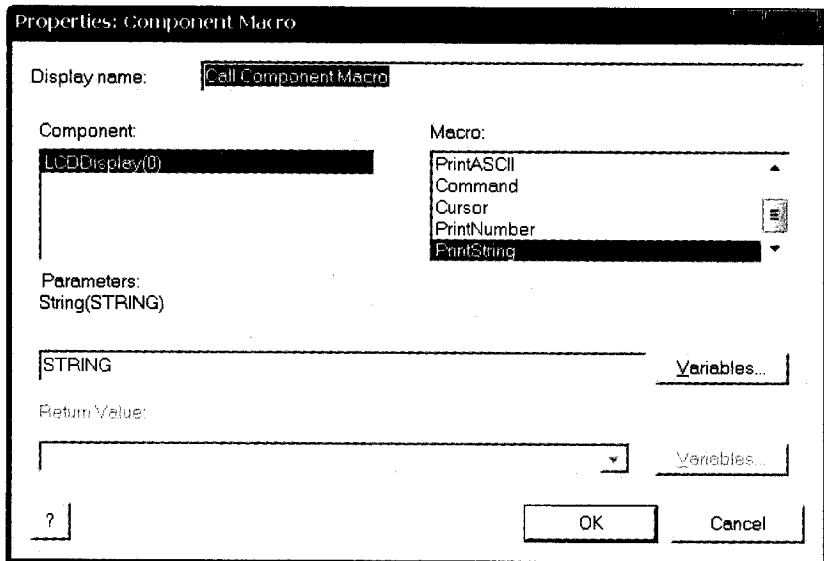 Properties: Component Macro
Display name: Call Component Macro
Component:
LCDDisplay(0)
Macro:
PrintASCII
Command
Cursor
PrintNumber
PrintString
Parameters:
String(STRING)
STRING
Variables...
Return Value:
Variables...
?
OK
Cancel